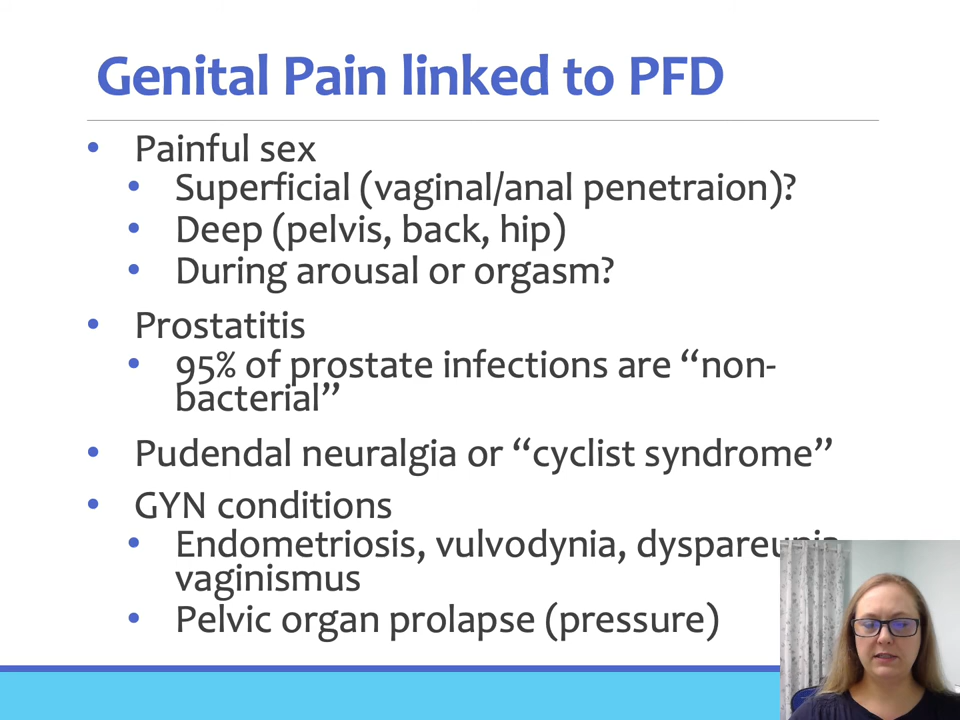 Genital Pain linked to PFD
• Painful sex
• Superficial (vaginal/anal penetraion)?
• Deep (pelvis, back, hip)
• During arousal or orgasm?
• Prostatitis
• 95% of prostate infections are “non-
bacterial”
• Pudendal neuralgia or “cyclist syndrome”
• GYN conditions
• Endometriosis, vulvodynia, dyspareunia
vaginismus
• Pelvic organ prolapse (pressure)